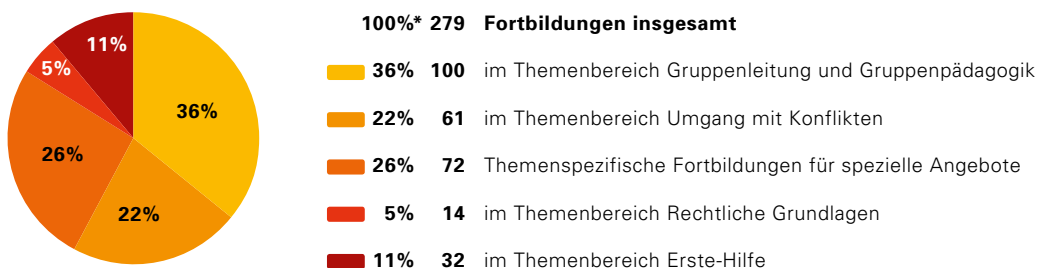 11%
5%
36%
26%
22%
100%* 279 Fortbildungen insgesamt
36% 100 im Themenbereich Gruppenleitung und Gruppenpädagogik
22% 61 im Themenbereich Umgang mit Konflikten
26% 72 Themenspezifische Fortbildungen für spezielle Angebote
5% 14 im Themenbereich Rechtliche Grundlagen
11% 32 im Themenbereich Erste-Hilfe